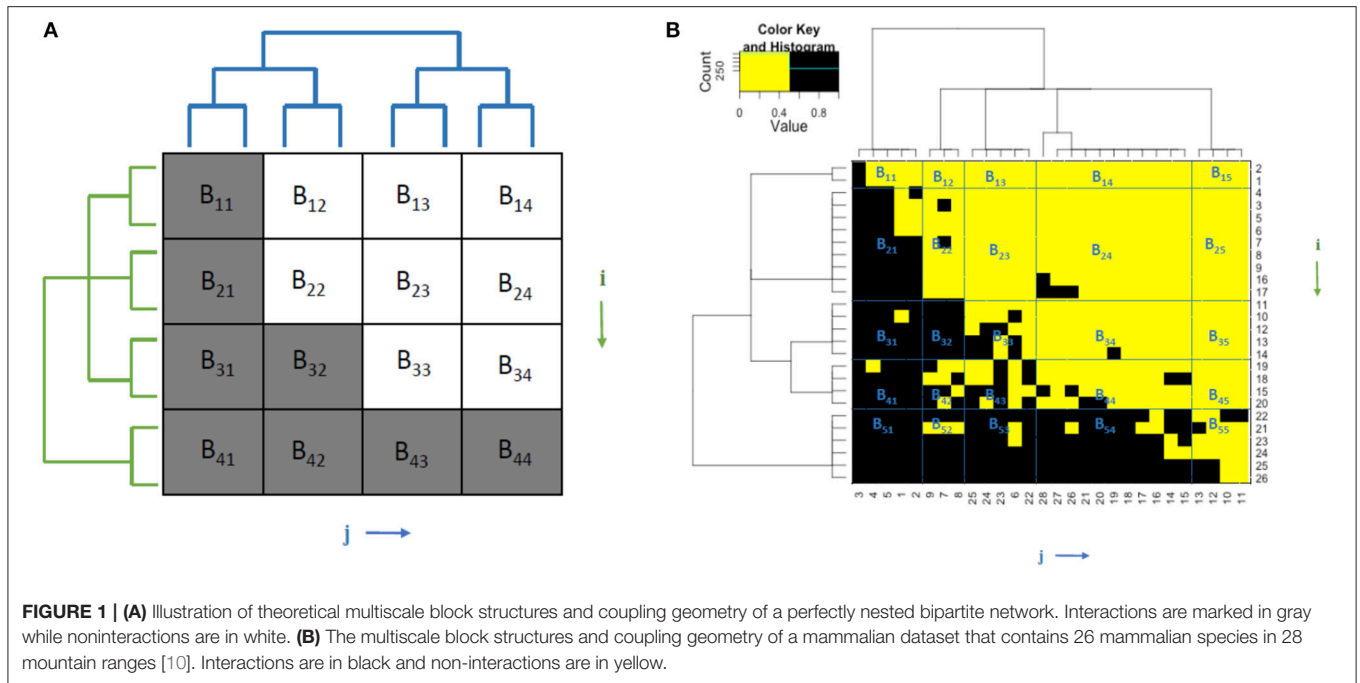 A
B₁₁ B₁₂ B₁₃ B₁₄
B₂₁ B₂₂ B₂₃ B₂₄
B₃₁ B₃₂ B₃₃ B₃₄
B₄₁ B₄₂ B₄₃ B₄₄
i
j
B
Color Key
and Histogram
Count
250
0 0.4 0.8
Value
B₁₁ B₁₂ B₁₃ B₁₄ B₁₅
B₂₁ B₂₂ B₂₃ B₂₄ B₂₅
B₃₁ B₃₂ B₃₃ B₃₄ B₃₅
B₄₁ B₄₂ B₄₃ B₄₄ B₄₅
B₅₁ B₅₂ B₅₃ B₅₄ B₅₅
2
1
4
3
5
6
7
8
9
16
17
11
10
12
13
14
19
18
15
20
22
21
23
24
25
26
i
3 4 5 1 2 9 7 8 25 24 23 6 22 28 27 26 21 20 19 18 17 16 14 15 13 12 10 11
j
FIGURE 1 | (A) Illustration of theoretical multiscale block structures and coupling geometry of a perfectly nested bipartite network. Interactions are marked in gray
while noninteractions are in white. (B) The multiscale block structures and coupling geometry of a mammalian dataset that contains 26 mammalian species in 28
mountain ranges [10]. Interactions are in black and non-interactions are in yellow.